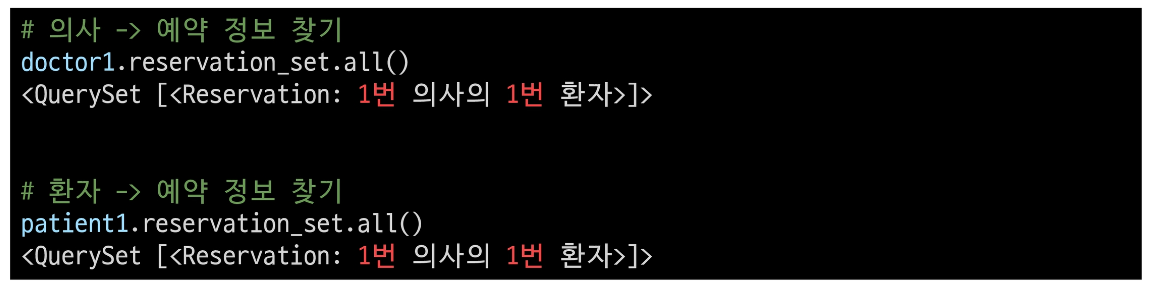 # 의사 -> 예약 정보 찾기
doctor1.reservation_set.all()
<QuerySet [<Reservation: 1번 의사의 1번 환자>]>
# 환자 -> 예약 정보 찾기
patient1.reservation_set.all()
<QuerySet [<Reservation: 1번 의사의 1번 환자>]>